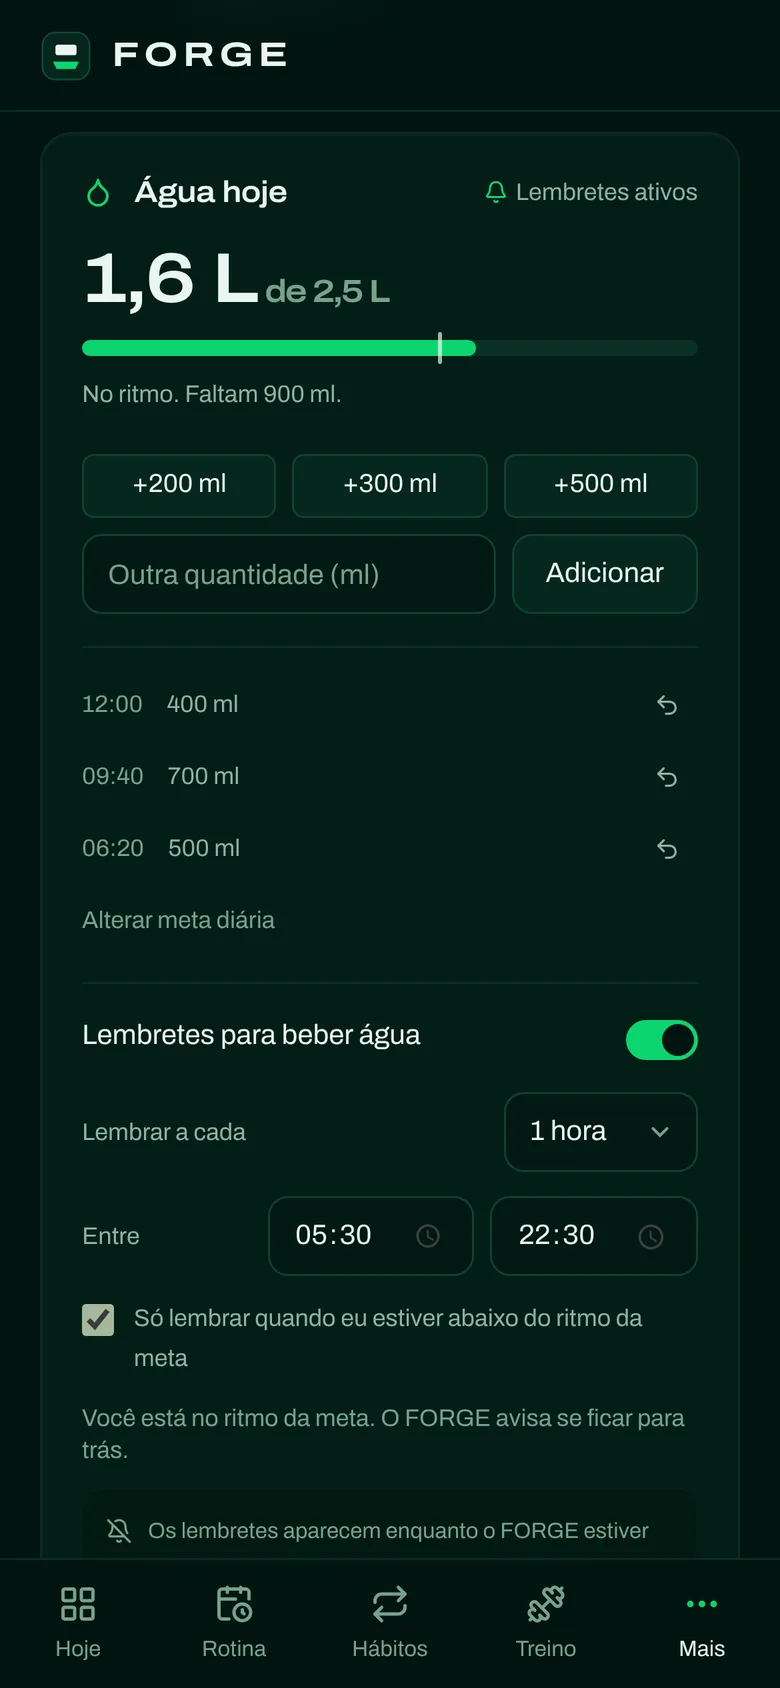 FORGE
Água hoje
Lembretes ativos
1,6 L de 2,5 L
No ritmo. Faltam 900 ml.
+200 ml
+300 ml
+500 ml
Outra quantidade (ml)
Adicionar
12:00 400 ml
09:40 700 ml
06:20 500 ml
Alterar meta diária
Lembretes para beber água
Lembrar a cada
1 hora
Entre
05:30
22:30
Só lembrar quando eu estiver abaixo do ritmo da
meta
Você está no ritmo da meta. O FORGE avisa se ficar para
trás.
Os lembretes aparecem enquanto o FORGE estiver
Hoje
Rotina
Hábitos
Treino
Mais